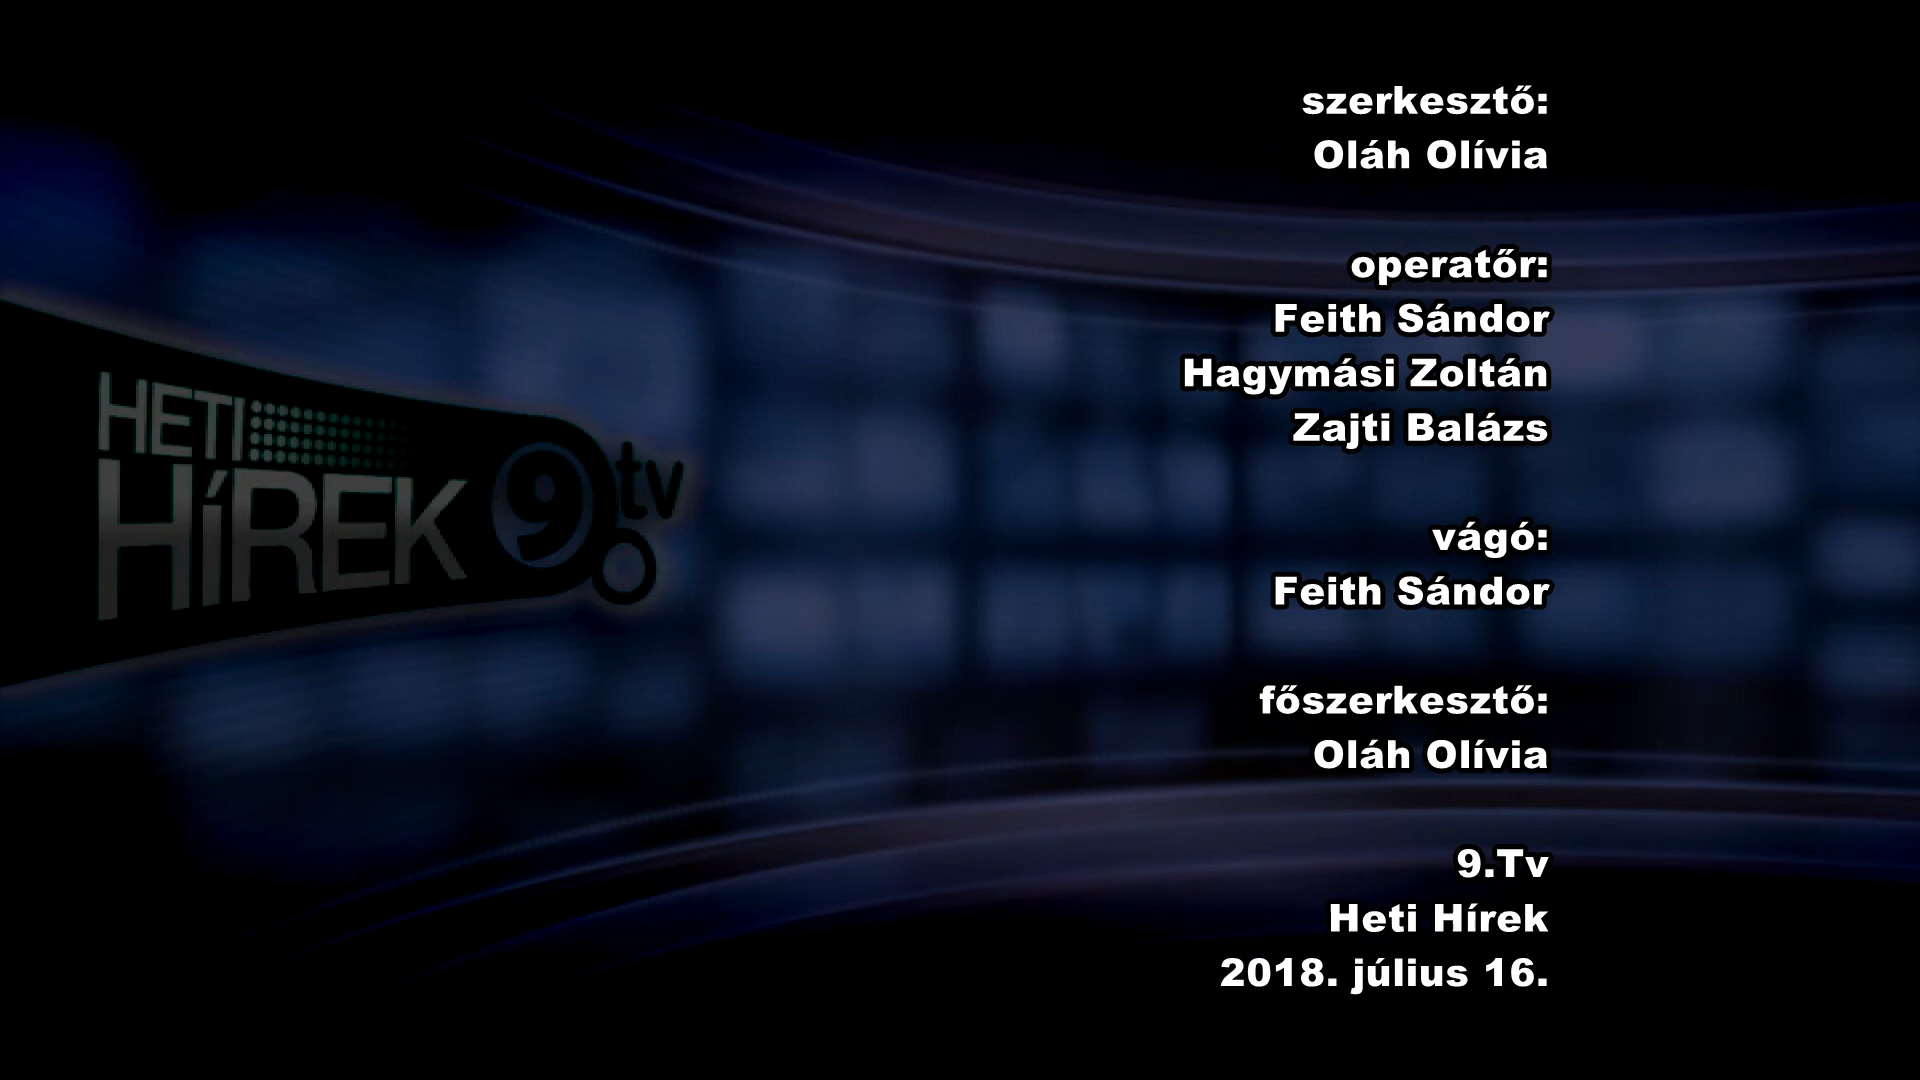 HETI
HÍREK
9.tv
szerkesztő:
Oláh Olívia
operatőr:
Feith Sándor
Hagymási Zoltán
Zajti Balázs
vágó:
Feith Sándor
főszerkesztő:
Oláh Olívia
9.Tv
Heti Hírek
2018. július 16.